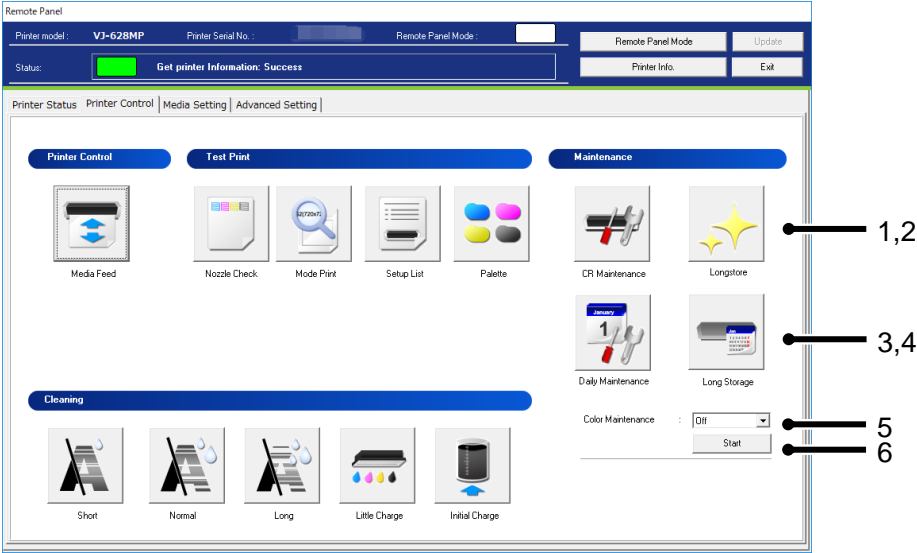 Remote Panel
Printer model : VJ-628MP Printer Serial No. : Remote Panel Mode : Remote Panel Mode Update
Status: Get printer Information: Success Printer Info. Exit
Printer Status Printer Control Media Setting Advanced Setting
Printer Control Test Print Maintenance
Media Feed Nozzle Check Mode Print Setup List Palette CR Maintenance Longstore
1,2
January
1
Jan
3,4
Daily Maintenance Long Storage
Cleaning
Color Maintenance : Off
5
Start
6
Short Normal Long Little Charge Initial Charge